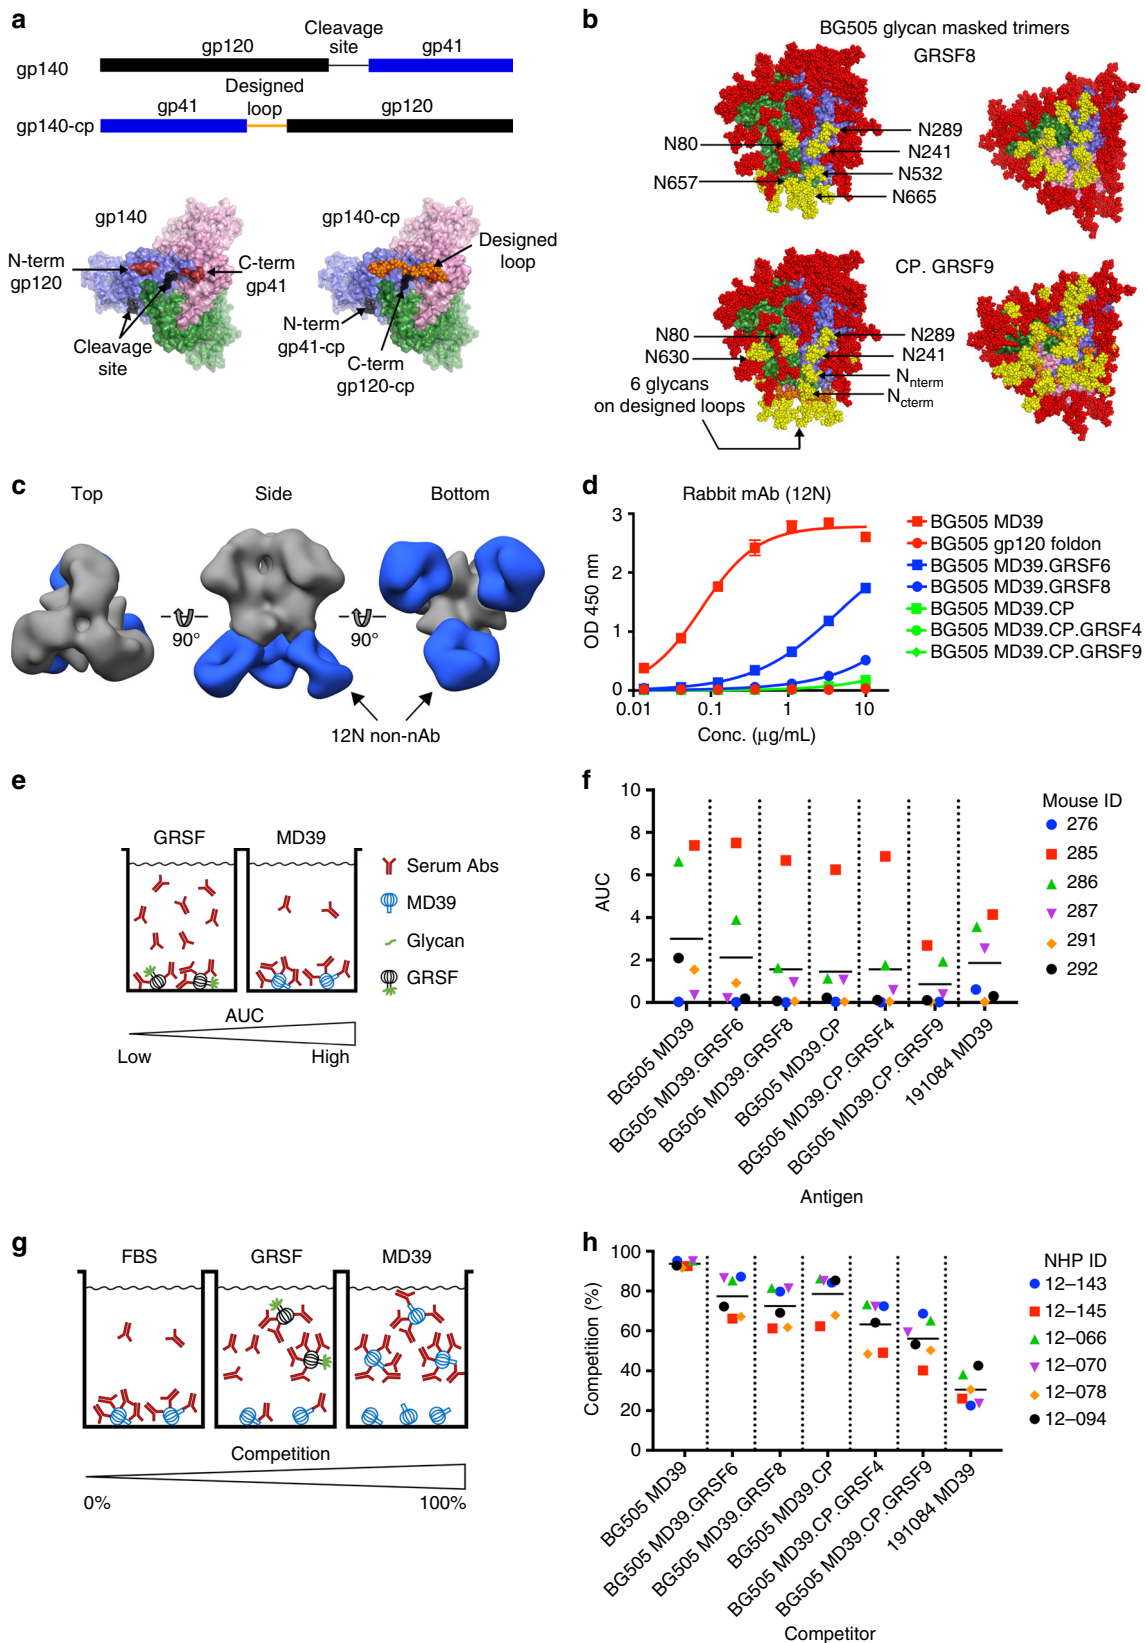 a
gp140
gp120
Cleavage
site
gp41
gp140-cp
gp41
Designed
loop
gp120
gp140
N-term
gp120
C-term
gp41
Cleavage
site
gp140-cp
Designed
loop
N-term
gp41-cp
C-term
gp120-cp
b
BG505 glycan masked trimers
GRSF8
N80
N657
N289
N241
N532
N665
CP. GRSF9
N80
N630
6 glycans
on designed loops
N289
N241
Nnterm
Ncterm
c
Top
Side
Bottom
90°
90°
12N non-nAb
d
Rabbit mAb (12N)
OD 450 nm
3
2
1
0
0.01
0.1
1
10
Conc. (μg/mL)
BG505 MD39
BG505 gp120 foldon
BG505 MD39.GRSF6
BG505 MD39.GRSF8
BG505 MD39.CP
BG505 MD39.CP.GRSF4
BG505 MD39.CP.GRSF9
e
GRSF
MD39
Serum Abs
MD39
Glycan
GRSF
AUC
Low
High
f
AUC
10
8
6
4
2
0
BG505 MD39
BG505 MD39.GRSF6
BG505 MD39.GRSF8
BG505 MD39.CP
BG505 MD39.CP.GRSF4
BG505 MD39.CP.GRSF9
191084 MD39
Antigen
Mouse ID
276
285
286
287
291
292
g
FBS
GRSF
MD39
Competition
0%
100%
h
Competition (%)
100
80
60
40
20
0
BG505 MD39
BG505 MD39.GRSF6
BG505 MD39.GRSF8
BG505 MD39.CP
BG505 MD39.CP.GRSF4
BG505 MD39.CP.GRSF9
191084 MD39
Competitor
NHP ID
12–143
12–145
12–066
12–070
12–078
12–094